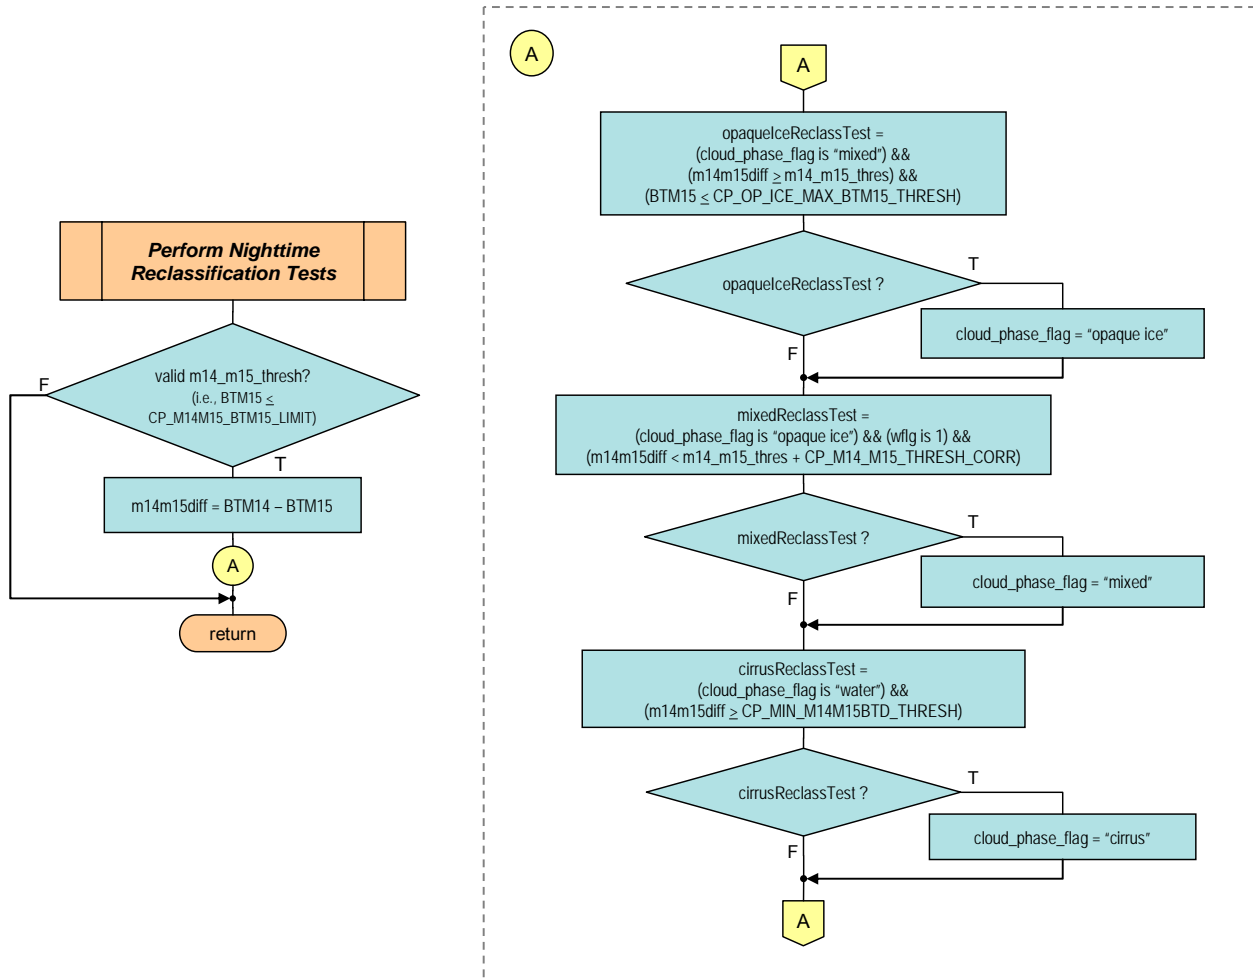 Perform Nighttime
Reclassification Tests
valid m14_m15_thresh?
(i.e., BTM15 ≤
CP_M14M15_BTM15_LIMIT)
F
T
m14m15diff = BTM14 – BTM15
A
return
A
A
opaqueIceReclassTest =
(cloud_phase_flag is “mixed”) &&
(m14m15diff ≥ m14_m15_thres) &&
(BTM15 ≤ CP_OP_ICE_MAX_BTM15_THRESH)
opaqueIceReclassTest ?
T
cloud_phase_flag = “opaque ice”
F
mixedReclassTest =
(cloud_phase_flag is “opaque ice”) && (wflg is 1) &&
(m14m15diff < m14_m15_thres + CP_M14_M15_THRESH_CORR)
mixedReclassTest ?
T
cloud_phase_flag = “mixed”
F
cirrusReclassTest =
(cloud_phase_flag is “water”) &&
(m14m15diff ≥ CP_MIN_M14M15BTD_THRESH)
cirrusReclassTest ?
T
cloud_phase_flag = “cirrus”
F
A